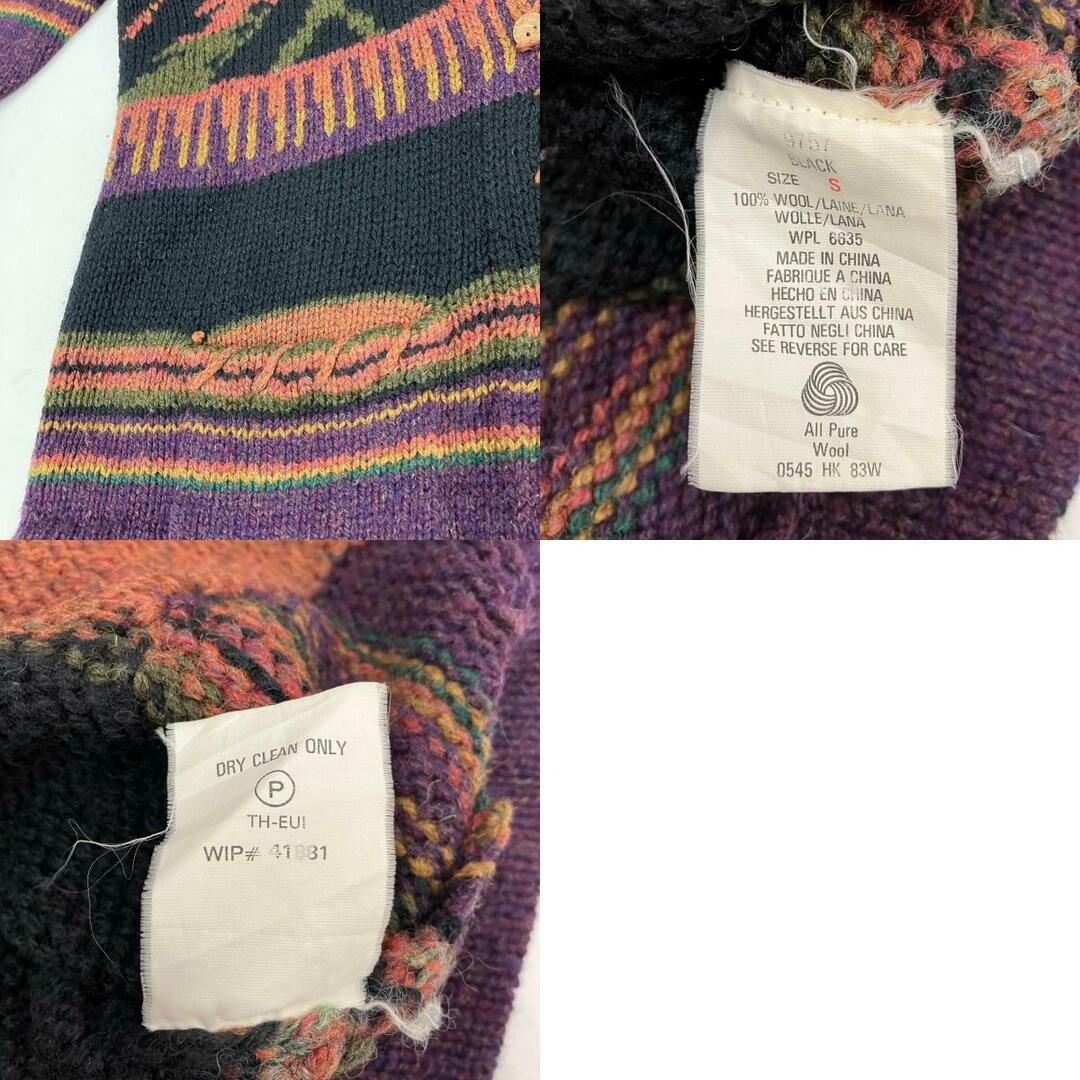 9757
BLACK
SIZE S
100% WOOL/LAINE/LANA
WOLLE/LANA
WPL 6635
MADE IN CHINA
FABRIQUE A CHINA
HECHO EN CHINA
HERGESTELLT AUS CHINA
FATTO NEGLI CHINA
SEE REVERSE FOR CARE
All Pure
Wool
0545 HK 83W
DRY CLEAN ONLY
P
TH-EUI
WIP# 41881